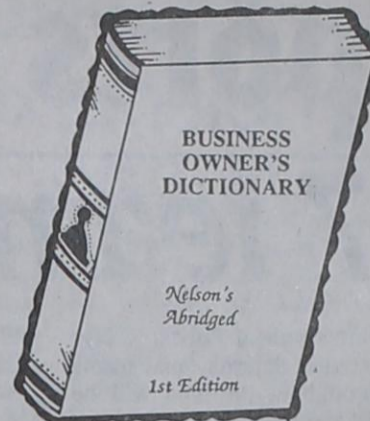 BUSINESS
OWNER'S
DICTIONARY
Nelson's
Abridged
1st Edition